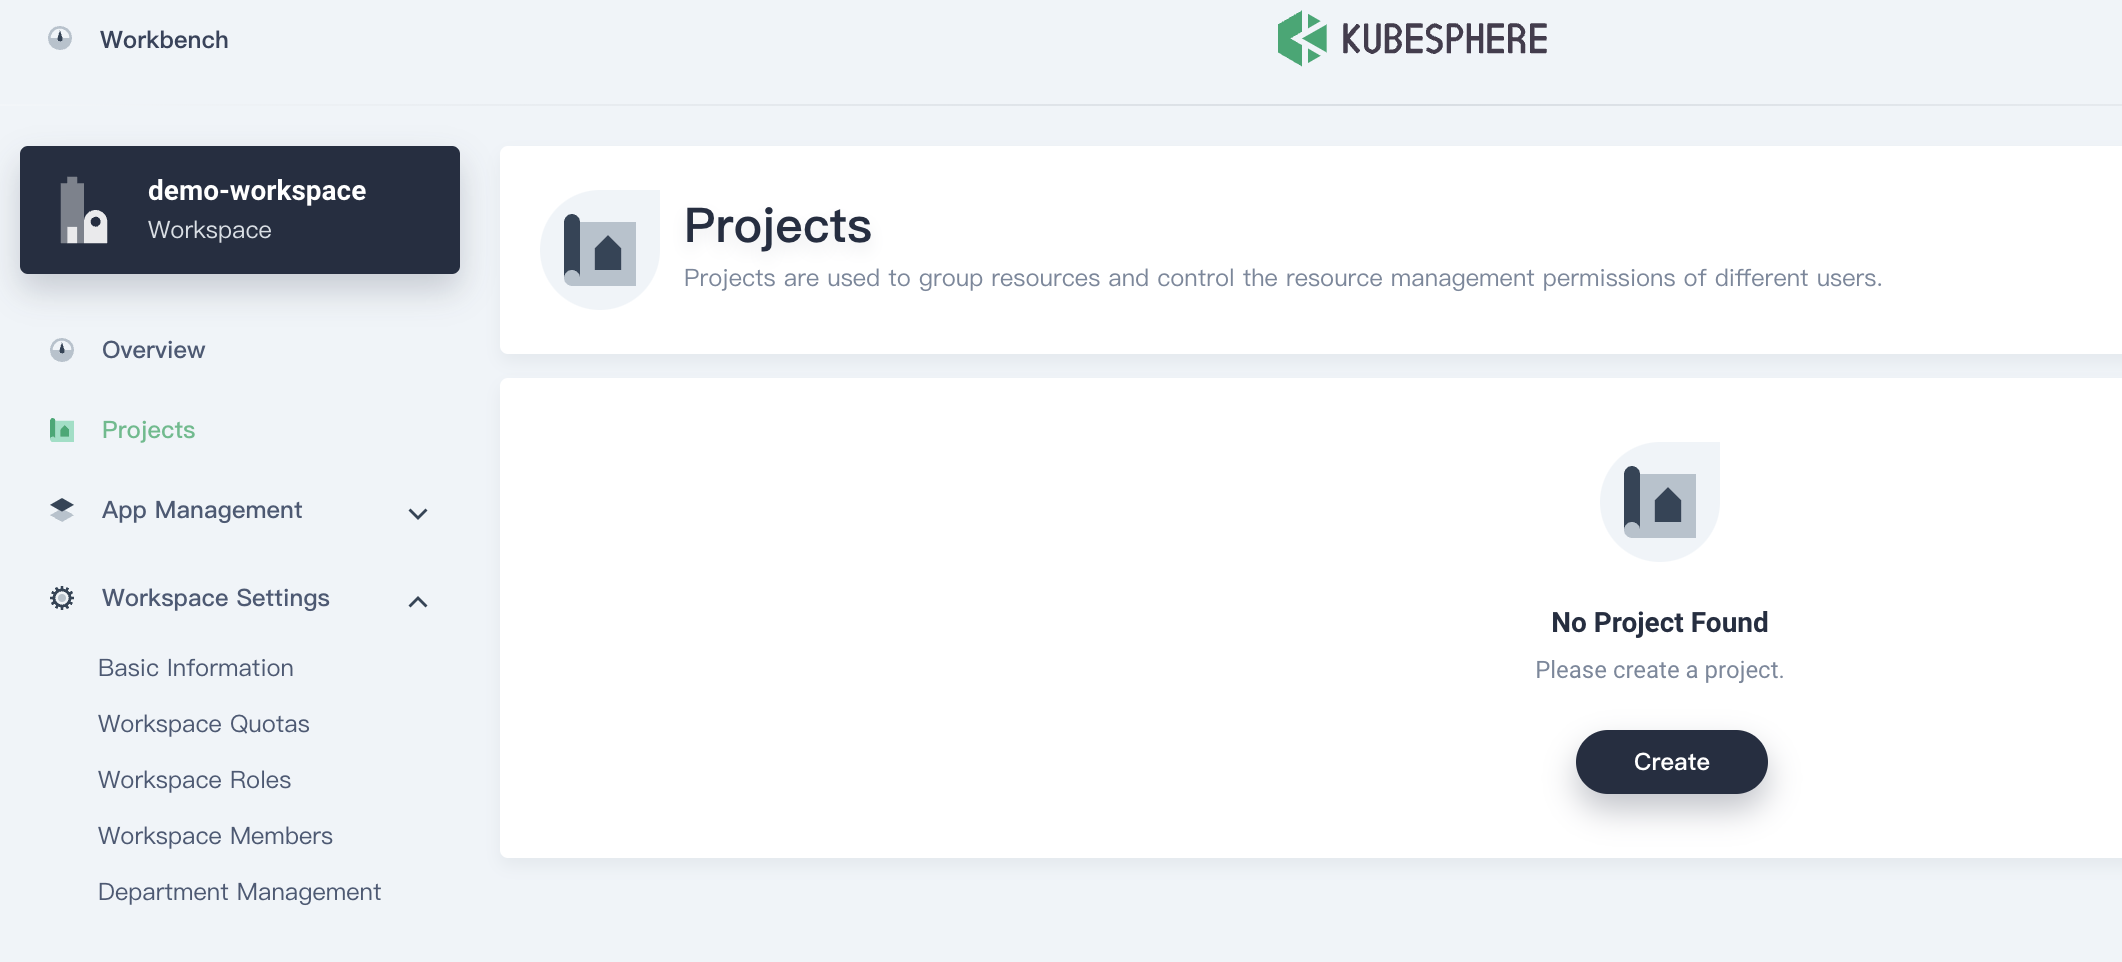 Workbench
KUBESPHERE
demo-workspace
Workspace
Overview
Projects
App Management
Workspace Settings
Basic Information
Workspace Quotas
Workspace Roles
Workspace Members
Department Management
Projects
Projects are used to group resources and control the resource management permissions of different users.
No Project Found
Please create a project.
Create